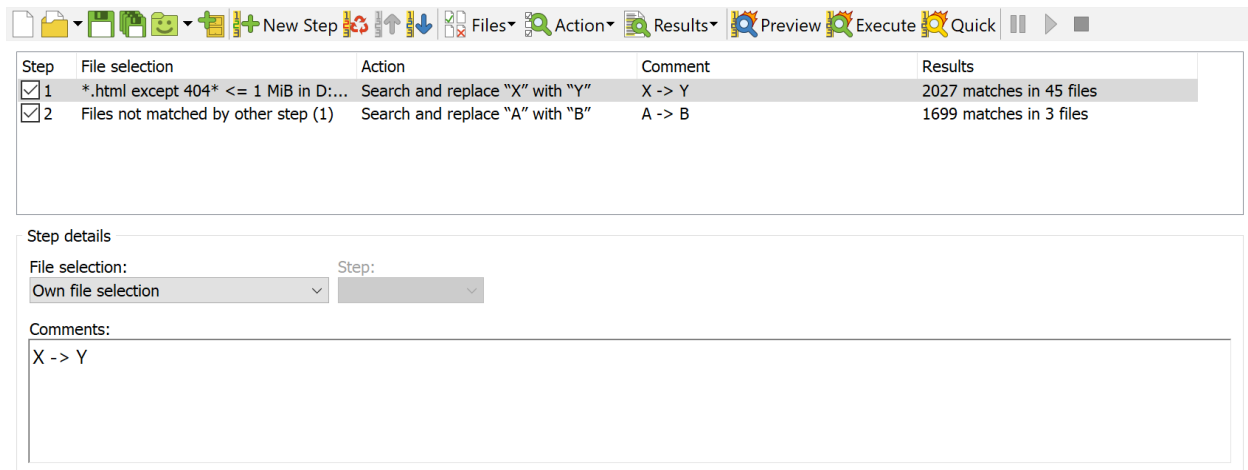 New Step Files Action Results Preview Execute Quick
Step File selection Action Comment Results
1 *.html except 404* <= 1 MiB in D:... Search and replace “X” with “Y” X -> Y 2027 matches in 45 files
2 Files not matched by other step (1) Search and replace “A” with “B” A -> B 1699 matches in 3 files
Step details
File selection: Step:
Own file selection
Comments:
X -> Y